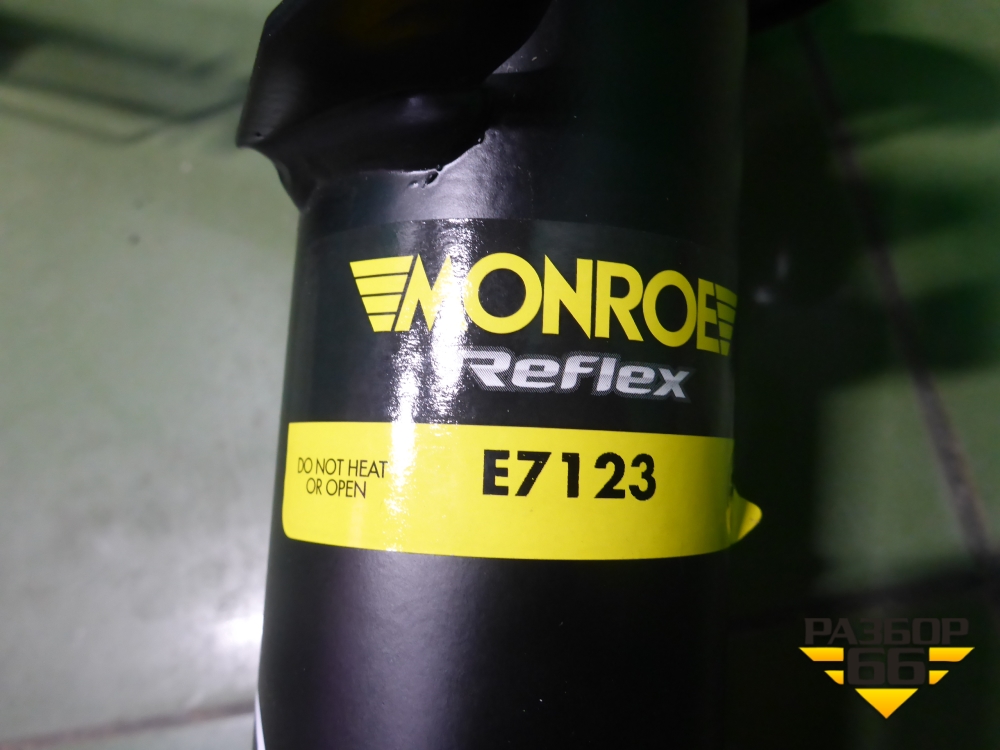 MONROE
Reflex
DO NOT HEAT
OR OPEN
E7123
РАЗБОР
66